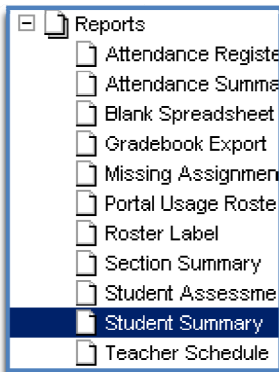 Reports
Attendance Registe
Attendance Summa
Blank Spreadsheet
Gradebook Export
Missing Assignmen
Portal Usage Roste
Roster Label
Section Summary
Student Assessme
Student Summary
Teacher Schedule